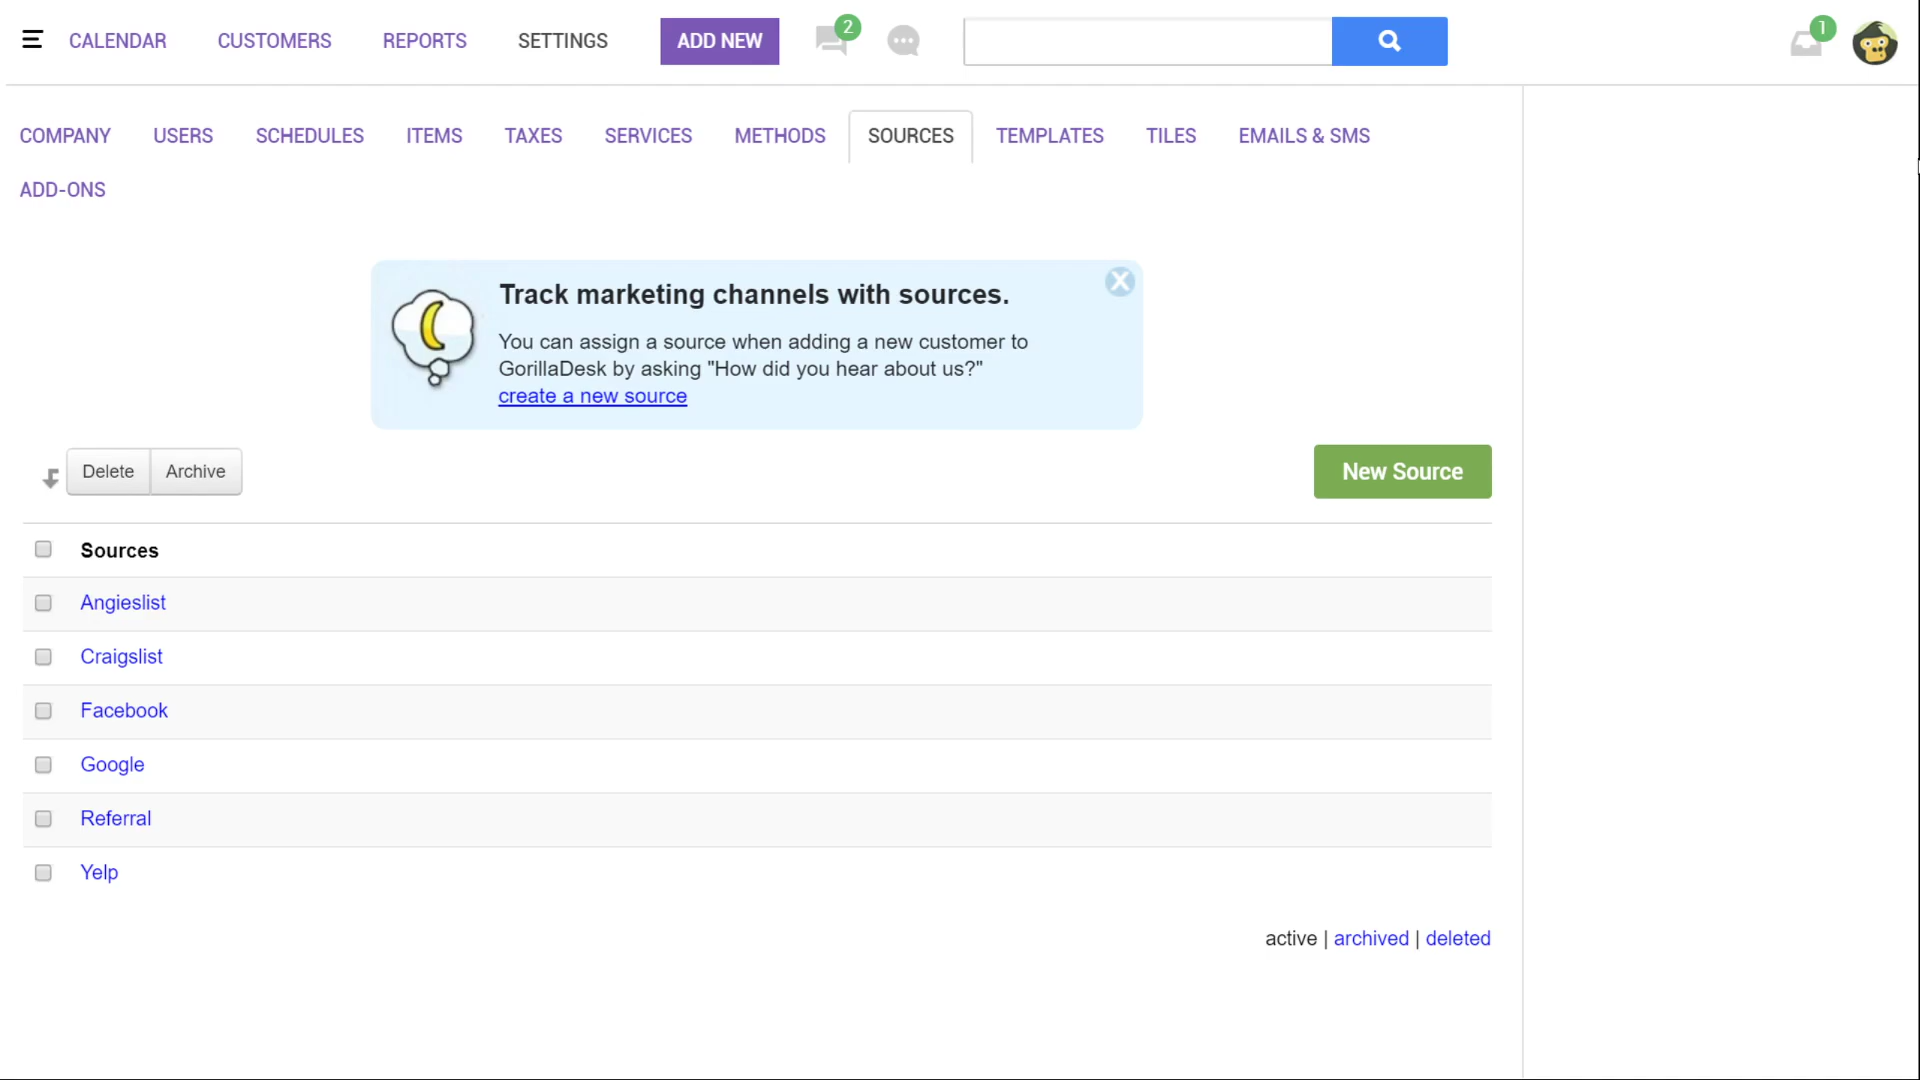 CALENDAR CUSTOMERS REPORTS SETTINGS ADD NEW 2 1
COMPANY USERS SCHEDULES ITEMS TAXES SERVICES METHODS SOURCES TEMPLATES TILES EMAILS & SMS
ADD-ONS
Track marketing channels with sources.
X
You can assign a source when adding a new customer to
GorillaDesk by asking "How did you hear about us?"
create a new source
Delete Archive New Source
Sources
Angieslist
Craigslist
Facebook
Google
Referral
Yelp
active | archived | deleted